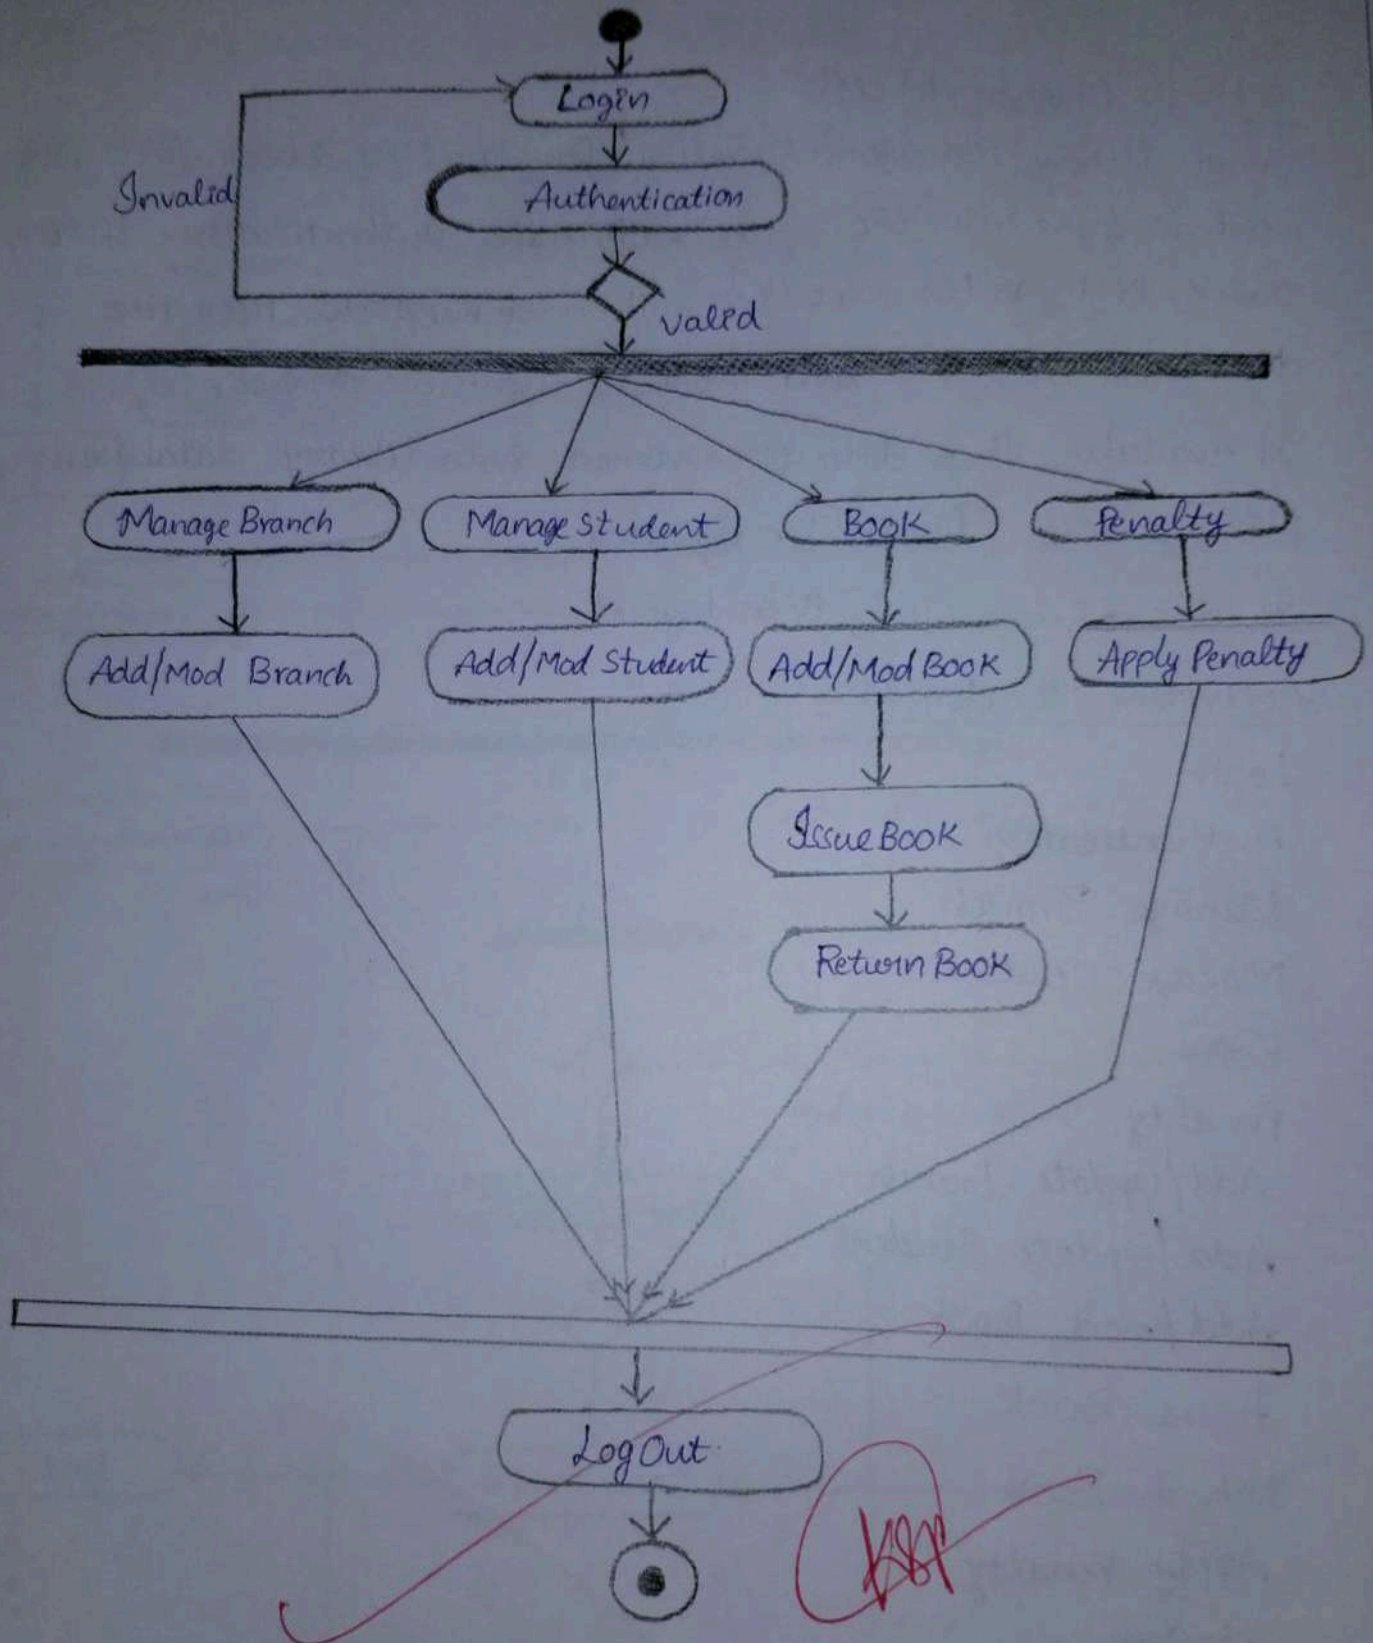 Login
Invalid
Authentication
valid
Manage Branch
Manage Student
Book
Penalty
Add/Mod Branch
Add/Mod Student
Add/Mod Book
Apply Penalty
Issue Book
Return Book
Log Out